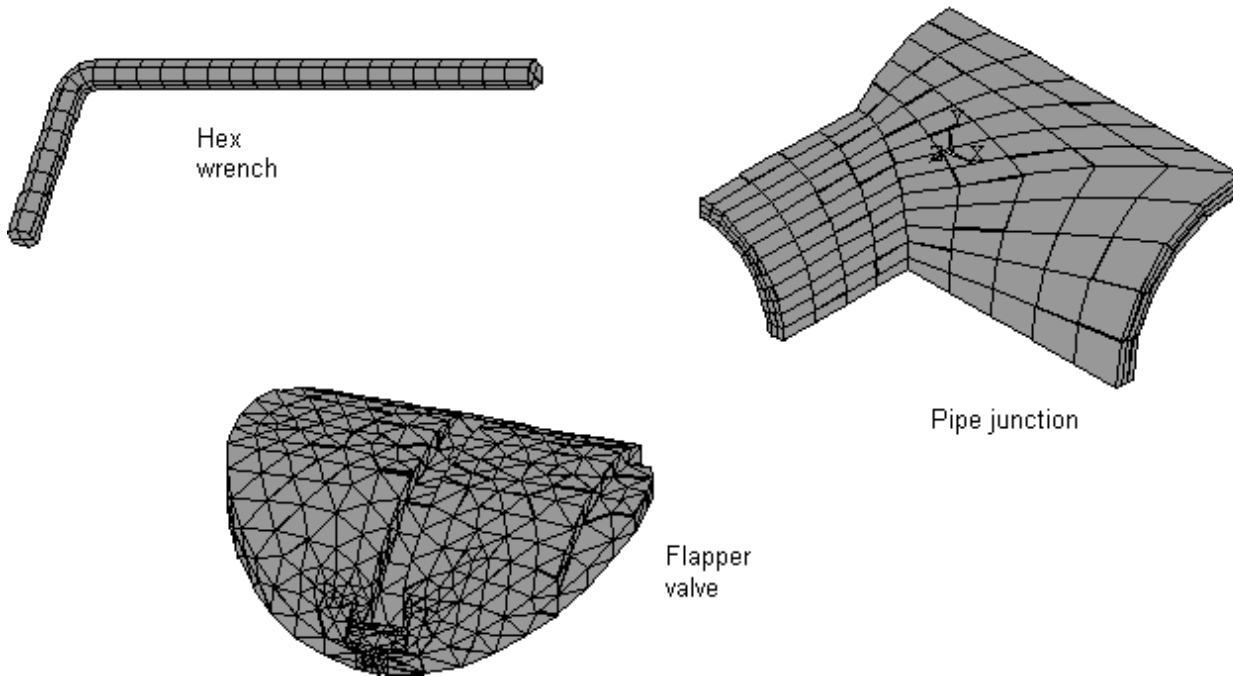 Hex
wrench
Y
Z X
Pipe junction
Flapper
valve